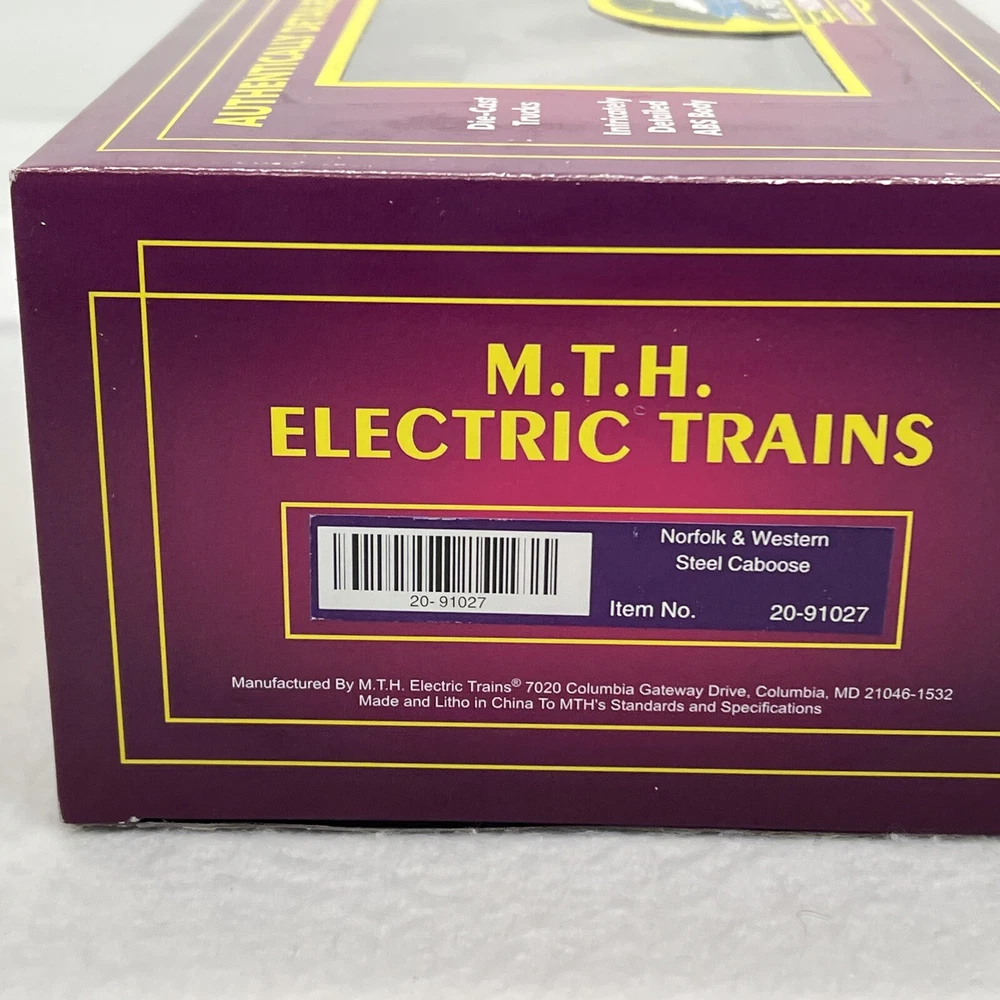 AUTHENTICALLY
Die-Cast
Trucks
Intricately
Detailed
ABS Body
M.T.H.
ELECTRIC TRAINS
20-91027
Norfolk & Western
Steel Caboose
Item No. 20-91027
Manufactured By M.T.H. Electric Trains® 7020 Columbia Gateway Drive, Columbia, MD 21046-1532
Made and Litho in China To MTH's Standards and Specifications